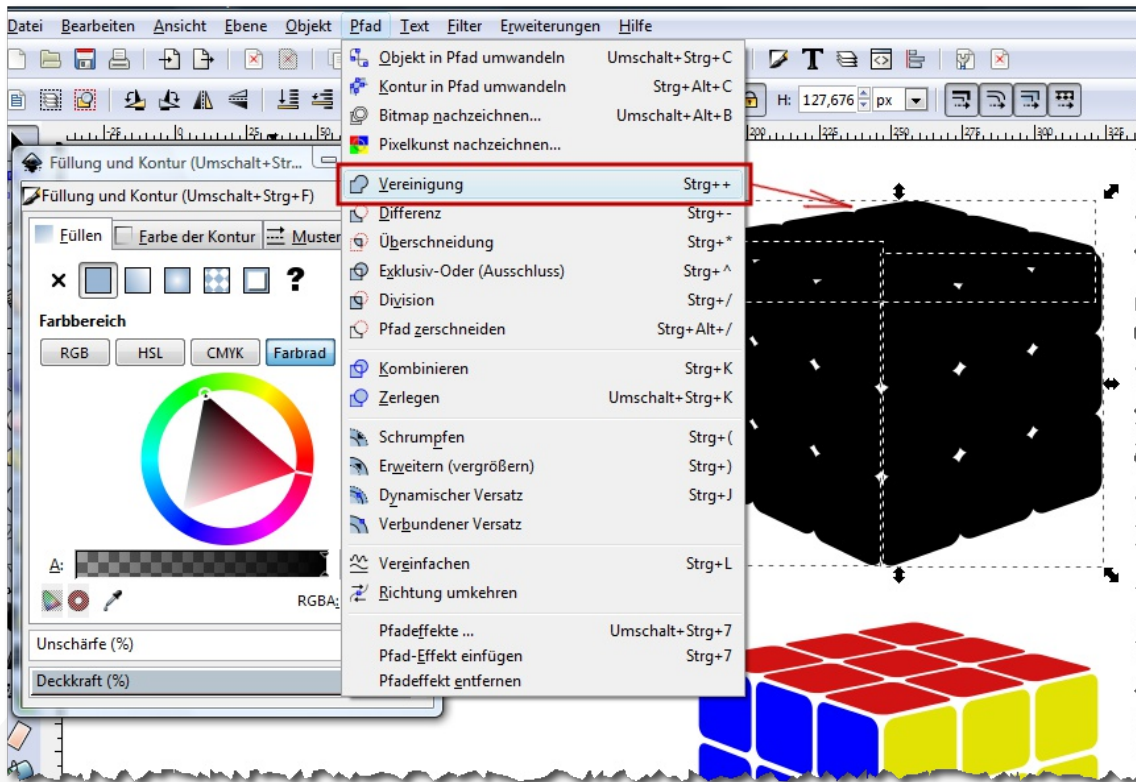 Datei Bearbeiten Ansicht Ebene Objekt Pfad Text Filter Erweiterungen Hilfe
H: 127,676 px
Objekt in Pfad umwandeln Umschalt+Strg+C
Kontur in Pfad umwandeln Strg+Alt+C
Bitmap nachzeichnen... Umschalt+Alt+B
Pixelkunst nachzeichnen...
Vereinigung Strg++
Differenz Strg+-
Überschneidung Strg+*
Exklusiv-Oder (Ausschluss) Strg+^
Division Strg+/
Pfad zerschneiden Strg+Alt+/
Kombinieren Strg+K
Zerlegen Umschalt+Strg+K
Schrumpfen Strg+(
Erweitern (vergrößern) Strg+)
Dynamischer Versatz Strg+J
Verbundener Versatz
Vereinfachen Strg+L
Richtung umkehren
Pfadeffekte ... Umschalt+Strg+7
Pfad-Effekt einfügen Strg+7
Pfadeffekt entfernen
Füllung und Kontur (Umschalt+Str...
Füllung und Kontur (Umschalt+Strg+F)
Füllen Farbe der Kontur Muster
Farbbereich
RGB HSL CMYK Farbrad
A:
RGBA:
Unschärfe (%)
Deckkraft (%)